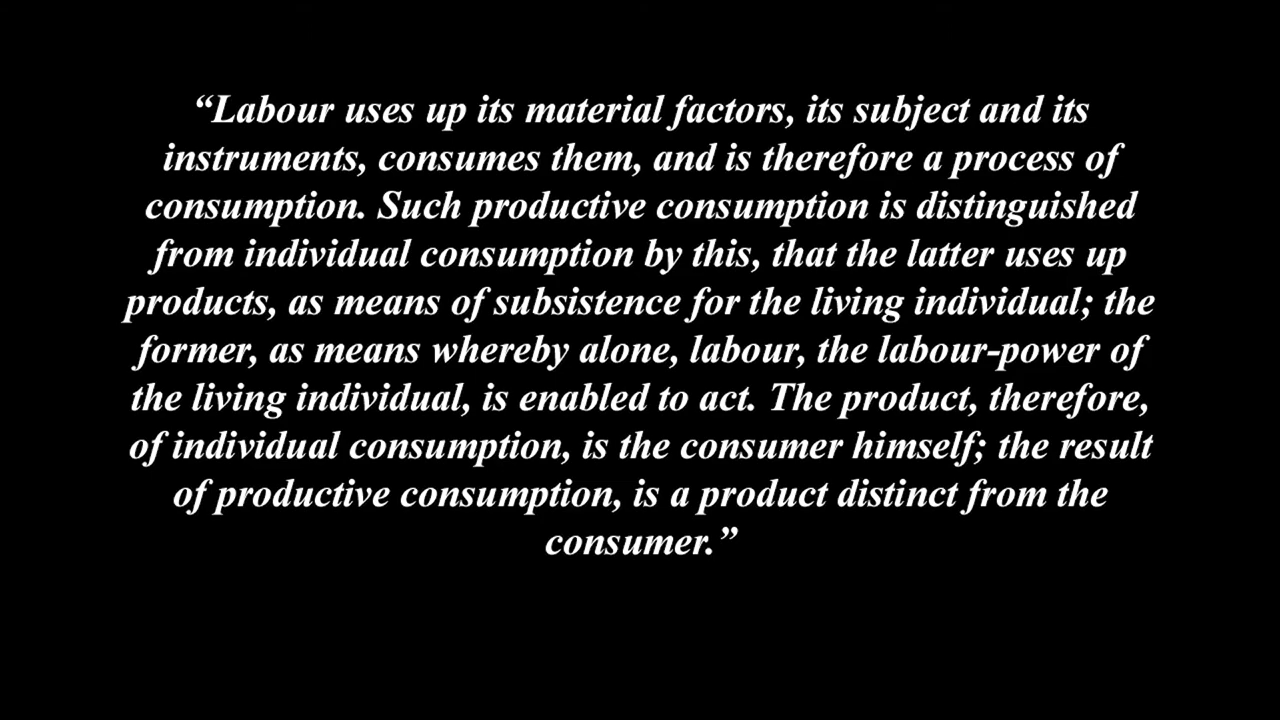 “Labour uses up its material factors, its subject and its
instruments, consumes them, and is therefore a process of
consumption. Such productive consumption is distinguished
from individual consumption by this, that the latter uses up
products, as means of subsistence for the living individual; the
former, as means whereby alone, labour, the labour-power of
the living individual, is enabled to act. The product, therefore,
of individual consumption, is the consumer himself; the result
of productive consumption, is a product distinct from the
consumer.”